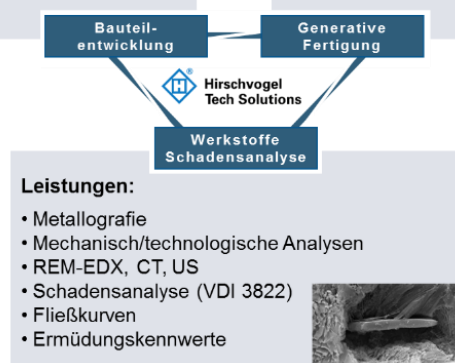 Bauteil-
entwicklung
Generative
Fertigung
Hirschvogel
Tech Solutions
Werkstoffe
Schadensanalyse
Leistungen:
• Metallografie
• Mechanisch/technologische Analysen
• REM-EDX, CT, US
• Schadensanalyse (VDI 3822)
• Fließkurven
• Ermüdungskennwerte